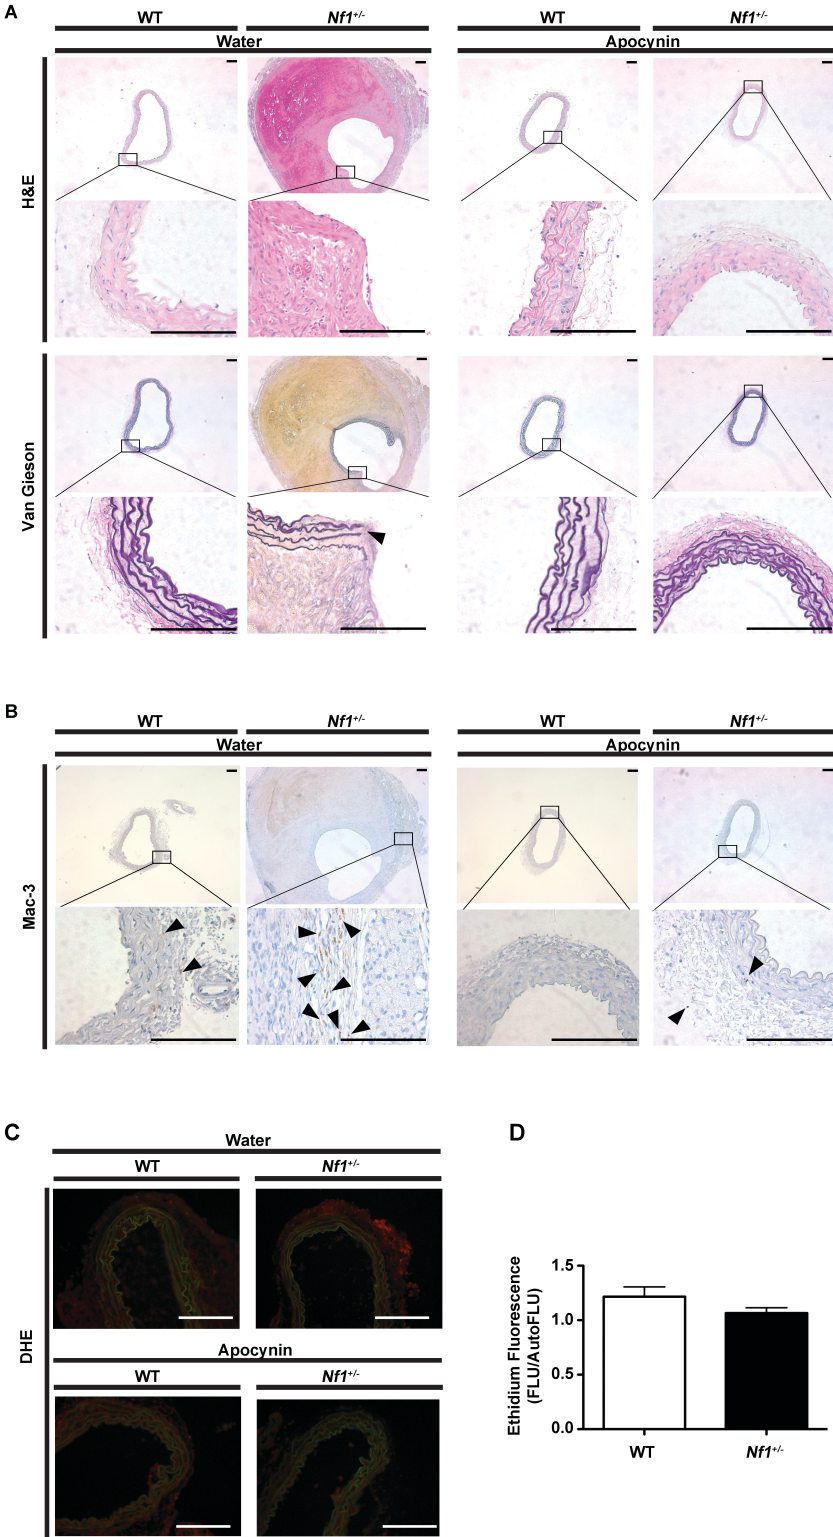 A
WT Nf1+/- WT Nf1+/-
Water Apocynin
H&E
Van Gieson
B
WT Nf1+/- WT Nf1+/-
Water Apocynin
Mac-3
C
Water
WT Nf1+/-
DHE
Apocynin
WT Nf1+/-
D
Ethidium Fluorescence
(FLU/AutoFLU)
1.5
1.0
0.5
0.0
WT Nf1+/-